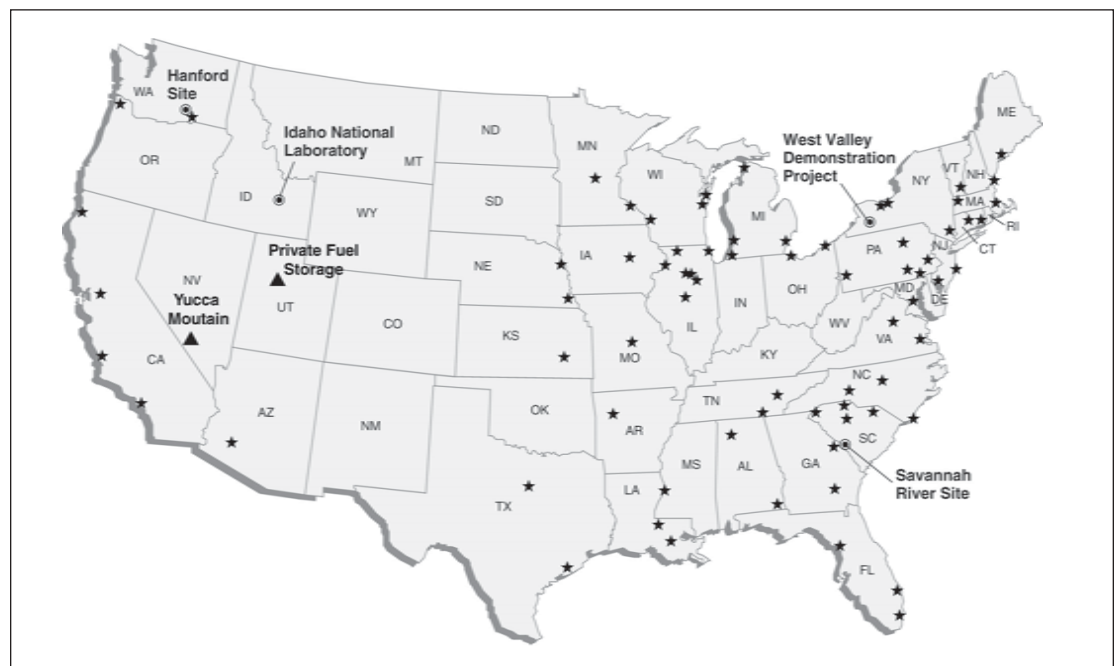 Hanford
Site
WA
Idaho National
Laboratory
MT
ND
MN
ME
OR
ID
WY
SD
WI
West Valley
Demonstration
Project
MI
NY
VT
NH
MA
RI
CT
NJ
PA
Private Fuel
Storage
NV
UT
NE
IA
IL
IN
OH
MD
DE
WV
VA
Yucca
Moutain
CA
CO
KS
MO
KY
NC
TN
AZ
NM
OK
AR
SC
MS
AL
GA
Savannah
River Site
TX
LA
FL